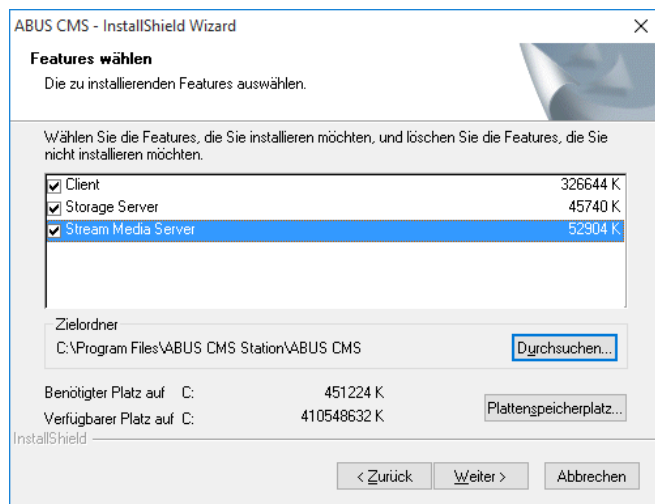 ABUS CMS - InstallShield Wizard
Features wählen
Die zu installierenden Features auswählen.
Wählen Sie die Features, die Sie installieren möchten, und löschen Sie die Features, die Sie
nicht installieren möchten.
Client 326644 K
Storage Server 45740 K
Stream Media Server 52904 K
Zielordner
C:\Program Files\ABUS CMS Station\ABUS CMS
Durchsuchen...
Benötigter Platz auf C: 451224 K
Verfügbarer Platz auf C: 410548632 K
Plattenspeicherplatz...
InstallShield
< Zurück Weiter > Abbrechen